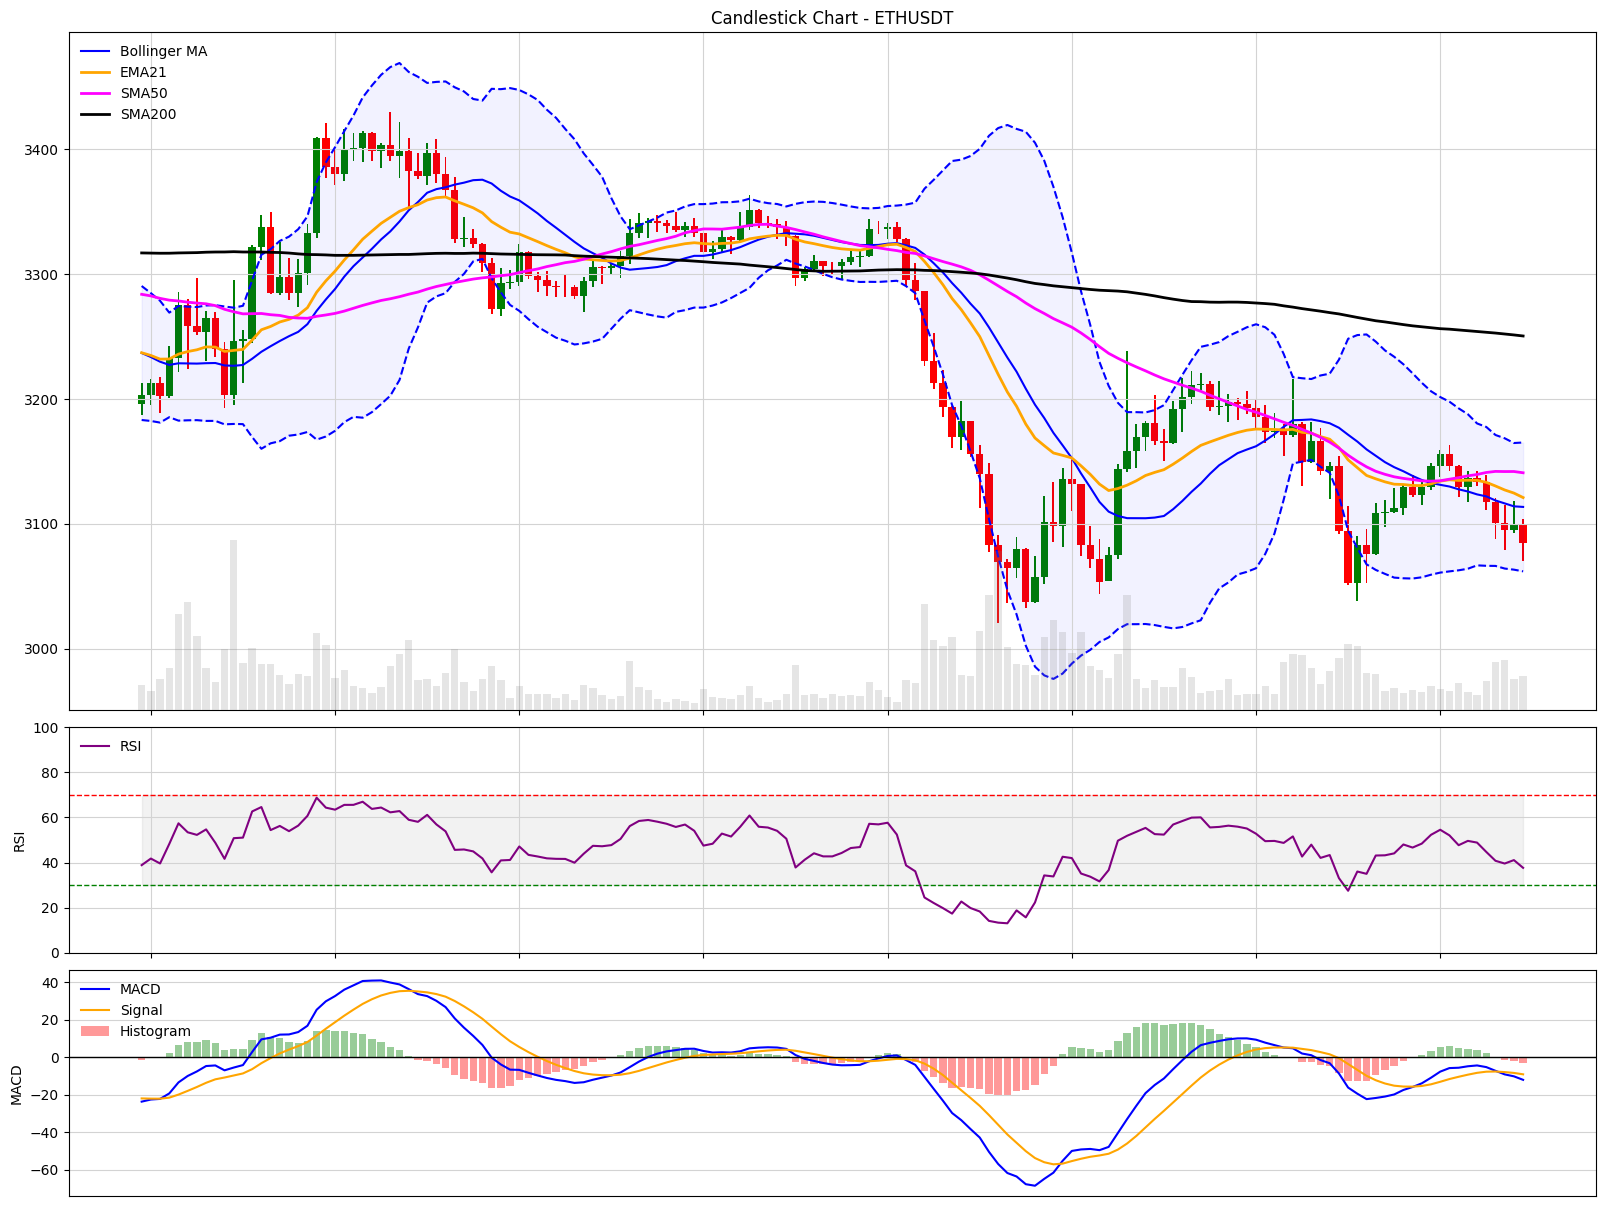 Candlestick Chart - ETHUSDT
Bollinger MA
EMA21
SMA50
SMA200
3400
3300
3200
3100
3000
RSI
100
80
60
40
20
0
RSI
MACD
Signal
Histogram
40
20
0
−20
−40
−60
MACD